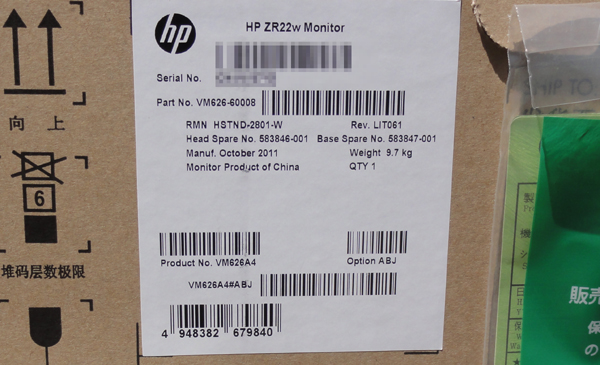 hp
HP ZR22w Monitor
Serial No.
Part No. VM626-60008
RMN HSTND-2801-W Rev. LIT061
Head Spare No. 583846-001 Base Spare No. 583847-001
Manuf. October 2011 Weight 9.7 kg
Monitor Product of China QTY 1
Product No. VM626A4 Option ABJ
VM626A4#ABJ
4 948382 679840
向 上
6
堆码层数极限
販売
保
の